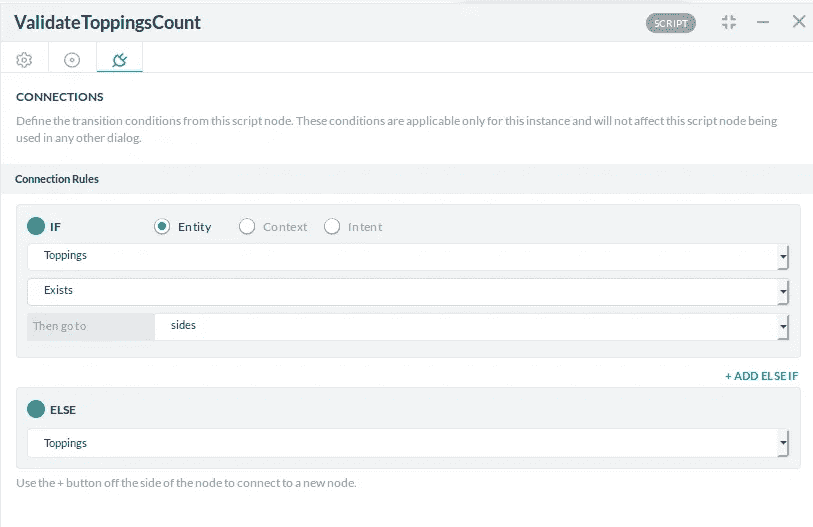 ValidateToppingsCount
SCRIPT
CONNECTIONS
Define the transition conditions from this script node. These conditions are applicable only for this instance and will not affect this script node being
used in any other dialog.
Connection Rules
IF Entity Context Intent
Toppings
Exists
Then go to sides
+ ADD ELSE IF
ELSE
Toppings
Use the + button off the side of the node to connect to a new node.